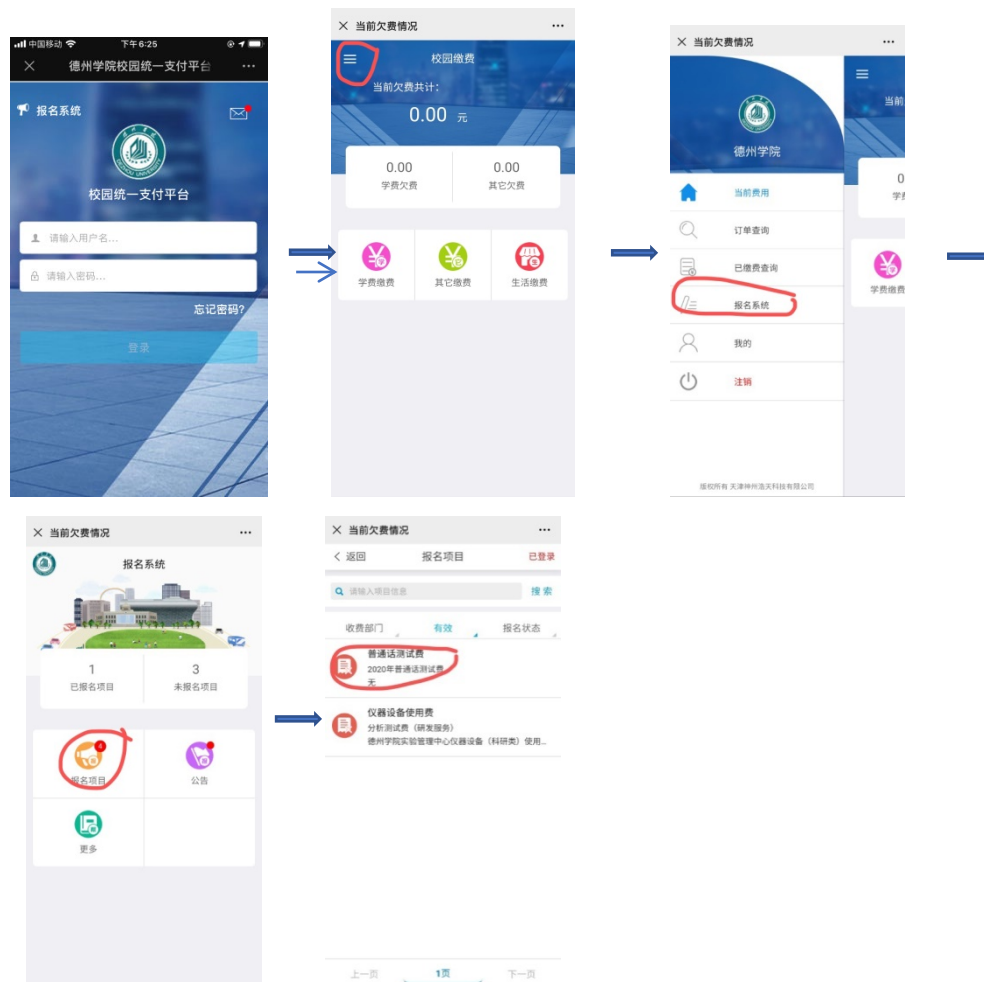 中国移动
下午6:25
德州学院校园统一支付平台
报名系统
校园统一支付平台
请输入用户名...
请输入密码...
忘记密码?
登录
当前欠费情况
校园缴费
当前欠费共计:
0.00 元
0.00
0.00
学费欠费
其它欠费
学费缴费
其它缴费
生活缴费
当前欠费情况
德州学院
当前费用
订单查询
已缴费查询
报名系统
我的
注销
版权所有 天津神州浩天科技有限公司
当前
0
学费缴费
当前欠费情况
报名系统
1
3
已报名项目
未报名项目
4
报名项目
公告
更多
当前欠费情况
返回
报名项目
已登录
请输入项目信息
搜索
收费部门
有效
报名状态
普通话测试费
2020年普通话测试费
无
仪器设备使用费
分析测试费（研发服务）
德州学院实验管理中心仪器设备（科研类）使用...
上一页
1页
下一页